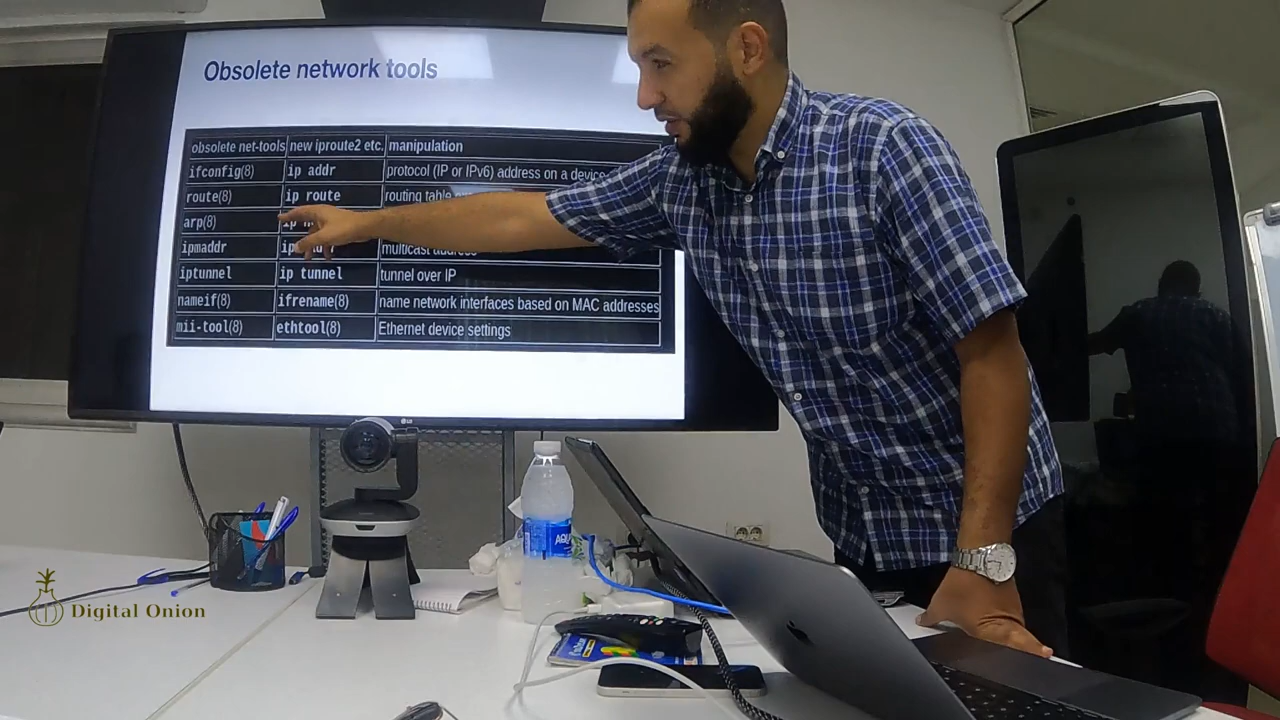 Obsolete network tools
obsolete net-tools new iproute2 etc. manipulation
ifconfig(8) ip addr protocol (IP or IPv6) address on a device
route(8) ip route routing table
arp(8) ip
ipmaddr multicast address
iptunnel ip tunnel tunnel over IP
nameif(8) ifrename(8) name network interfaces based on MAC addresses
mii-tool(8) ethtool(8) Ethernet device settings
LG
Digital Onion